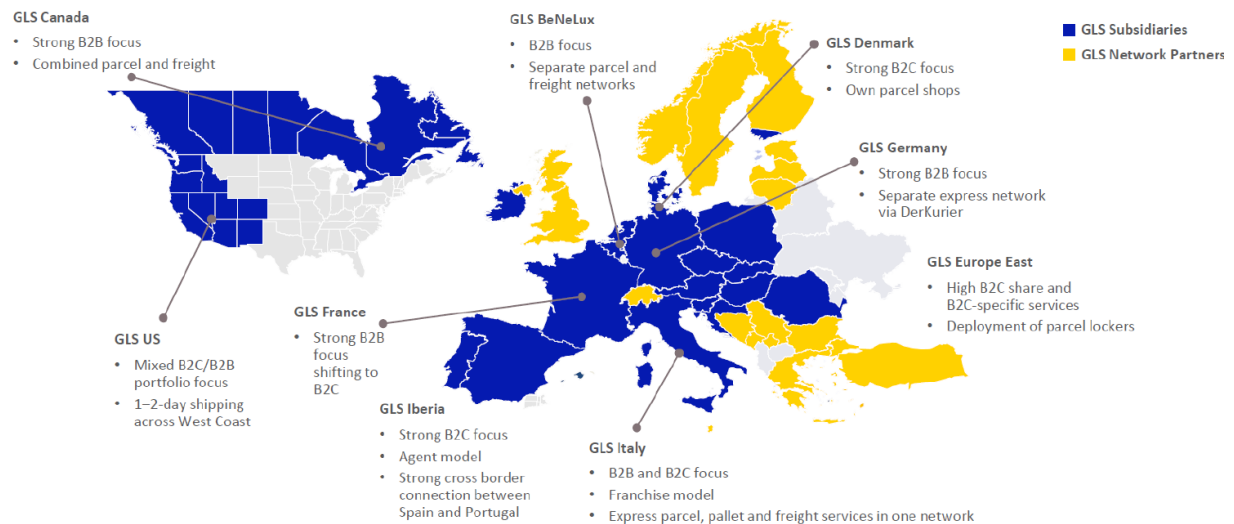 GLS Canada
• Strong B2B focus
• Combined parcel and freight
GLS BeNeLux
• B2B focus
• Separate parcel and
freight networks
GLS Denmark
• Strong B2C focus
• Own parcel shops
GLS Subsidiaries
GLS Network Partners
GLS Germany
• Strong B2B focus
• Separate express network
via DerKurier
GLS Europe East
• High B2C share and
B2C-specific services
• Deployment of parcel lockers
GLS US
• Mixed B2C/B2B
portfolio focus
• 1–2-day shipping
across West Coast
GLS France
• Strong B2B
focus
shifting to
B2C
GLS Iberia
• Strong B2C focus
• Agent model
• Strong cross border
connection between
Spain and Portugal
GLS Italy
• B2B and B2C focus
• Franchise model
• Express parcel, pallet and freight services in one network